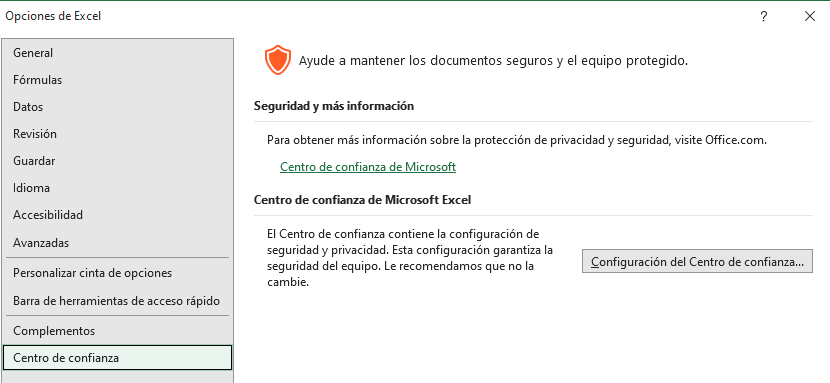 Opciones de Excel
?
General
Fórmulas
Datos
Revisión
Guardar
Idioma
Accesibilidad
Avanzadas
Personalizar cinta de opciones
Barra de herramientas de acceso rápido
Complementos
Centro de confianza
Ayude a mantener los documentos seguros y el equipo protegido.
Seguridad y más información
Para obtener más información sobre la protección de privacidad y seguridad, visite Office.com.
Centro de confianza de Microsoft
Centro de confianza de Microsoft Excel
El Centro de confianza contiene la configuración de
seguridad y privacidad. Esta configuración garantiza la
seguridad del equipo. Le recomendamos que no la
cambie.
Configuración del Centro de confianza...